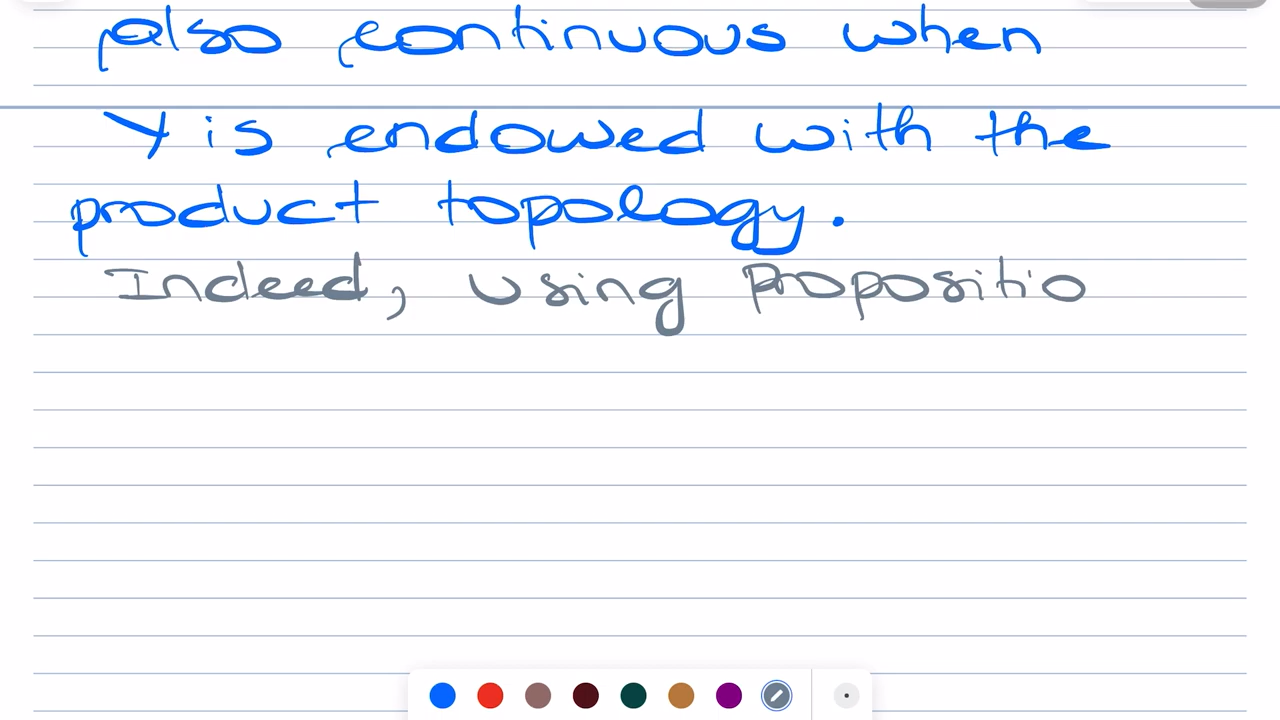 also continuous when
Y is endowed with the
product topology.
Indeed, using Propositio